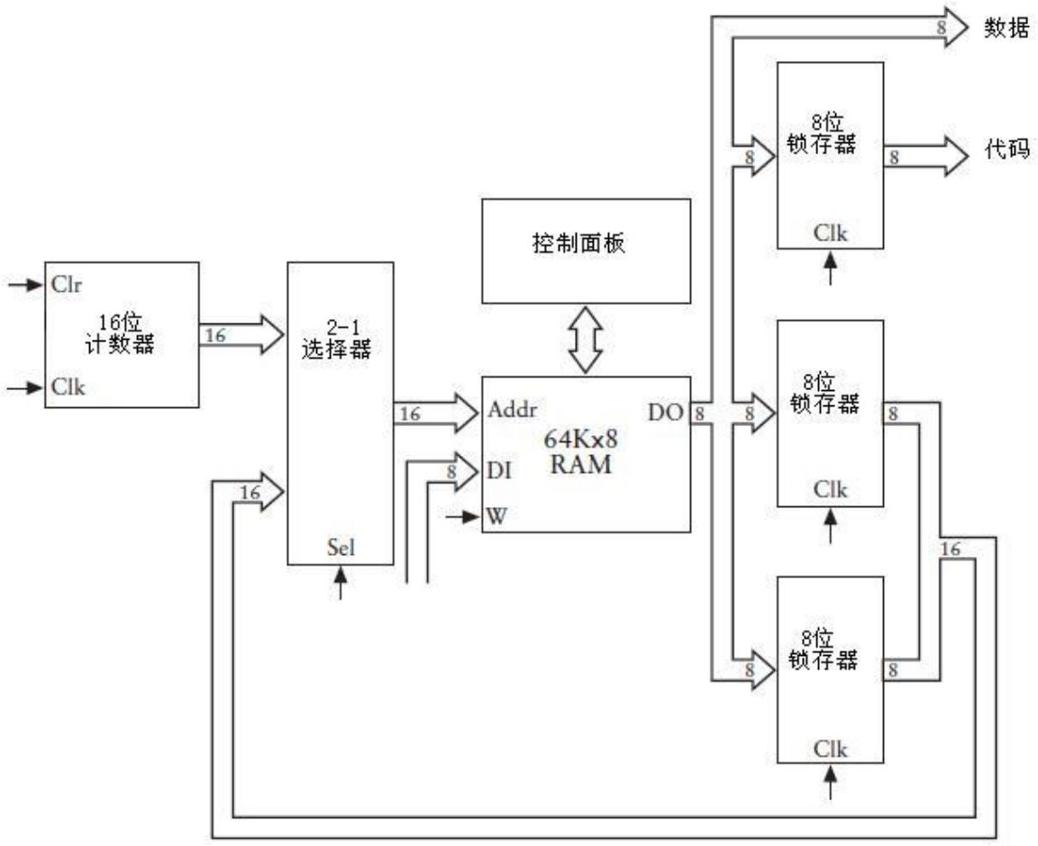 8
数据
8位
锁存器
8
8
代码
Clk
控制面板
Clr
16位
计数器
Clk
16
2-1
选择器
16
Sel
16
Addr
DO
8
64Kx8
RAM
8
DI
W
8
8位
锁存器
8
Clk
16
8
8位
锁存器
8
Clk